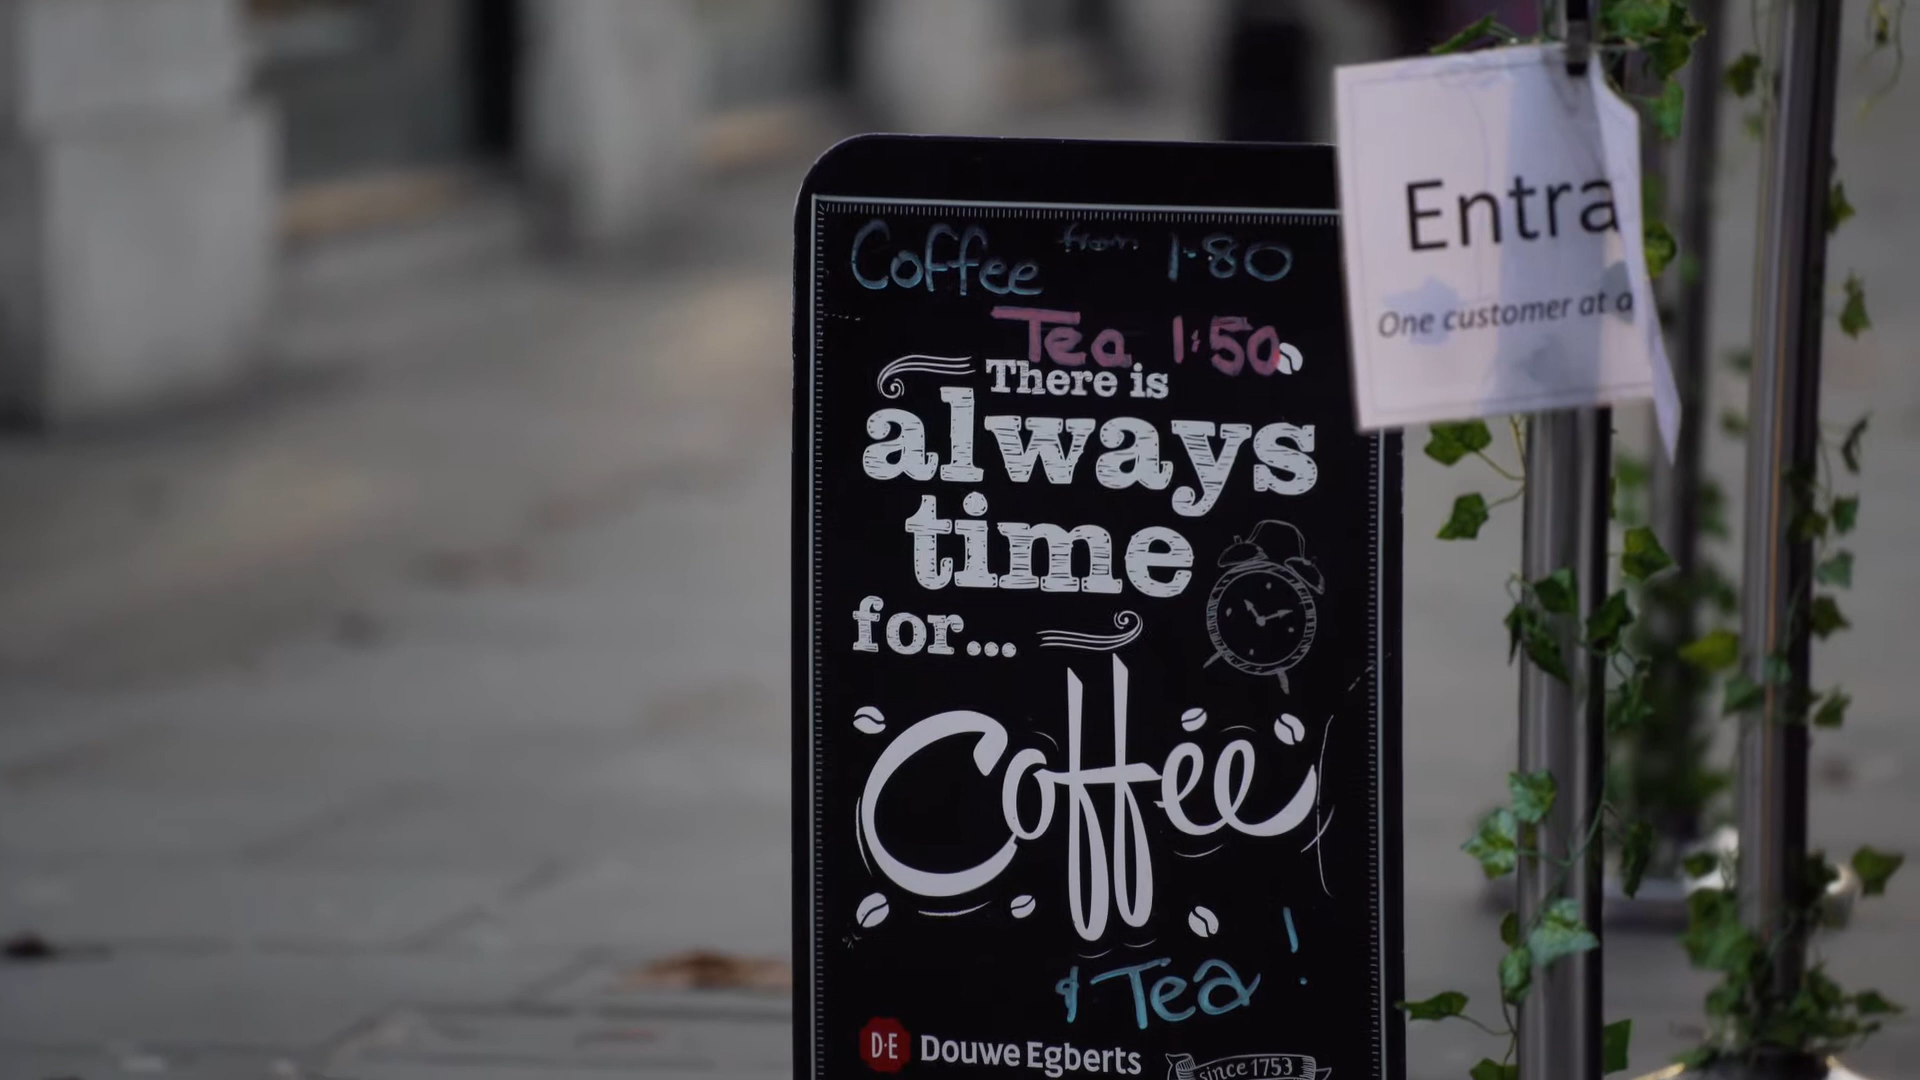 Coffee from 1.80
Tea 1:50
There is
always
time
for...
Coffee
& Tea !
D·E Douwe Egberts
since 1753
Entra
One customer at a